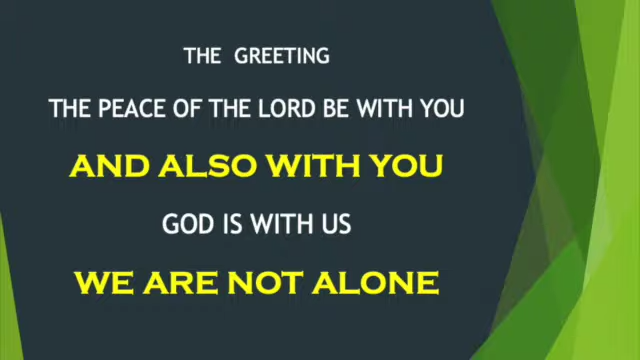 THE GREETING
THE PEACE OF THE LORD BE WITH YOU
AND ALSO WITH YOU
GOD IS WITH US
WE ARE NOT ALONE